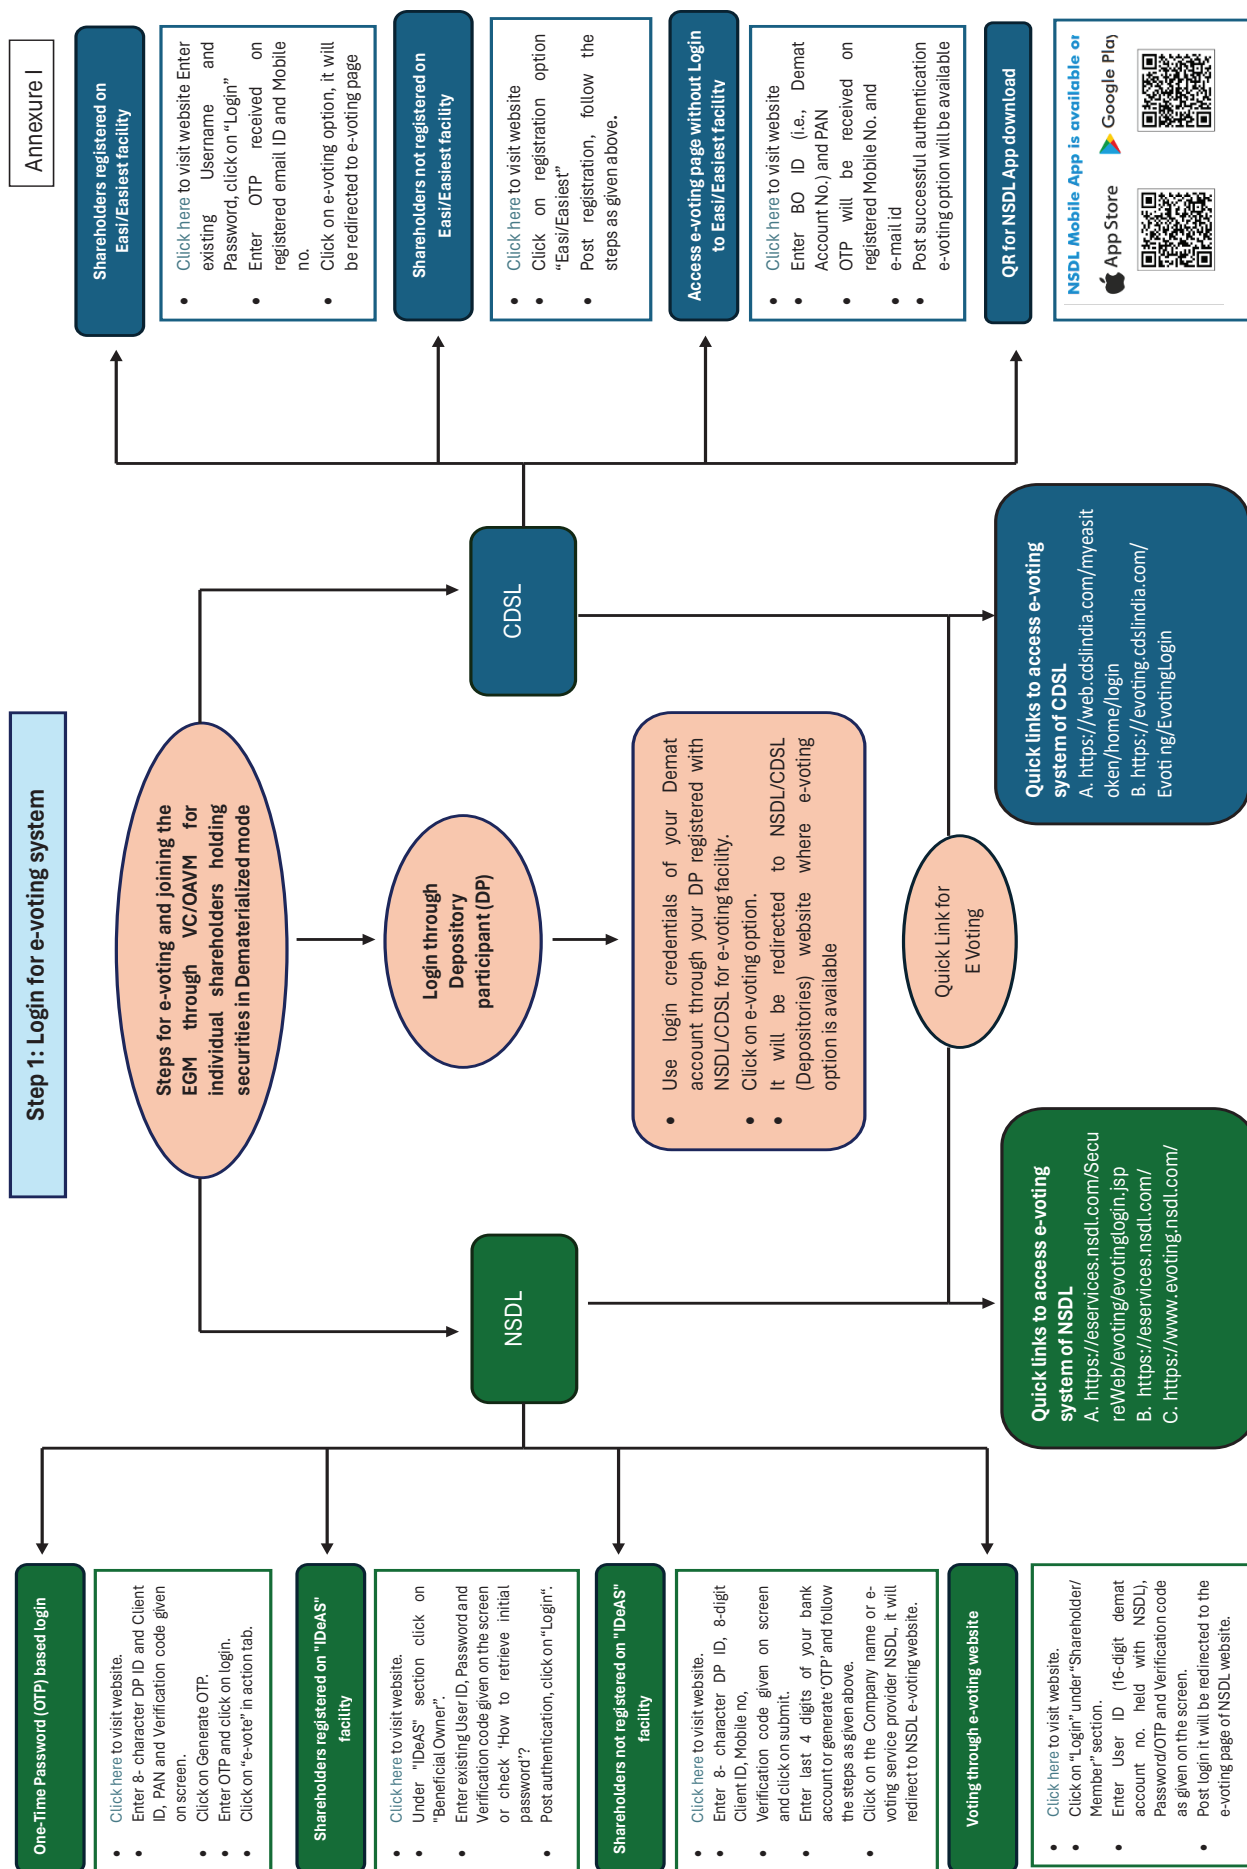 Annexure I
Step 1: Login for e-voting system
Steps for e-voting and joining the
EGM through VC/OAVM for
individual shareholders holding
securities in Dematerialized mode
NSDL
Login through
Depository
participant (DP)
CDSL
One-Time Password (OTP) based login
• Click here to visit website.
• Enter 8- character DP ID and Client
ID, PAN and Verification code given
on screen.
• Click on Generate OTP.
• Enter OTP and click on login.
• Click on “e-vote” in action tab.
Shareholders registered on "IDeAS"
facility
• Click here to visit website.
• Under "IDeAS" section click on
"Beneficial Owner".
• Enter existing User ID, Password and
Verification code given on the screen
or check ‘How to retrieve initial
password’?
• Post authentication, click on “Login“.
Shareholders not registered on "IDeAS"
facility
• Click here to visit website.
• Enter 8- character DP ID, 8-digit
Client ID, Mobile no,
• Verification code given on screen
and click on submit.
• Enter last 4 digits of your bank
account or generate ‘OTP’ and follow
the steps as given above.
• Click on the Company name or e-
voting service provider NSDL, it will
redirect to NSDL e-voting website.
Voting through e-voting website
• Click here to visit website.
• Click on “Login” under “Shareholder/
Member” section.
• Enter User ID (16-digit demat
account no. held with NSDL),
Password/OTP and Verification code
as given on the screen.
• Post login it will be redirected to the
e-voting page of NSDL website.
• Use login credentials of your Demat
account through your DP registered with
NSDL/CDSL for e-voting facility.
• Click on e-voting option.
• It will be redirected to NSDL/CDSL
(Depositories) website where e-voting
option is available
Quick Link for
E Voting
Quick links to access e-voting
system of NSDL
A. https://eservices.nsdl.com/Secu
reWeb/evoting/evotinglogin.jsp
B. https://eservices.nsdl.com/
C. https://www.evoting.nsdl.com/
Quick links to access e-voting
system of CDSL
A. https://web.cdslindia.com/myeasit
oken/home/login
B. https://evoting.cdslindia.com/
Evoti ng/EvotingLogin
Shareholders registered on
Easi/Easiest facility
• Click here to visit website Enter
existing Username and
Password, click on “Login”
• Enter OTP received on
registered email ID and Mobile
no.
• Click on e-voting option, it will
be redirected to e-voting page
Shareholders not registered on
Easi/Easiest facility
• Click here to visit website
• Click on registration option
“Easi/Easiest”
• Post registration, follow the
steps as given above.
Access e-voting page without Login
to Easi/Easiest facility
• Click here to visit website
• Enter BO ID (i.e., Demat
Account No.) and PAN
• OTP will be received on
registered Mobile No. and
• e-mail id
• Post successful authentication
e-voting option will be available
QR for NSDL App download
NSDL Mobile App is available or
App Store Google Play